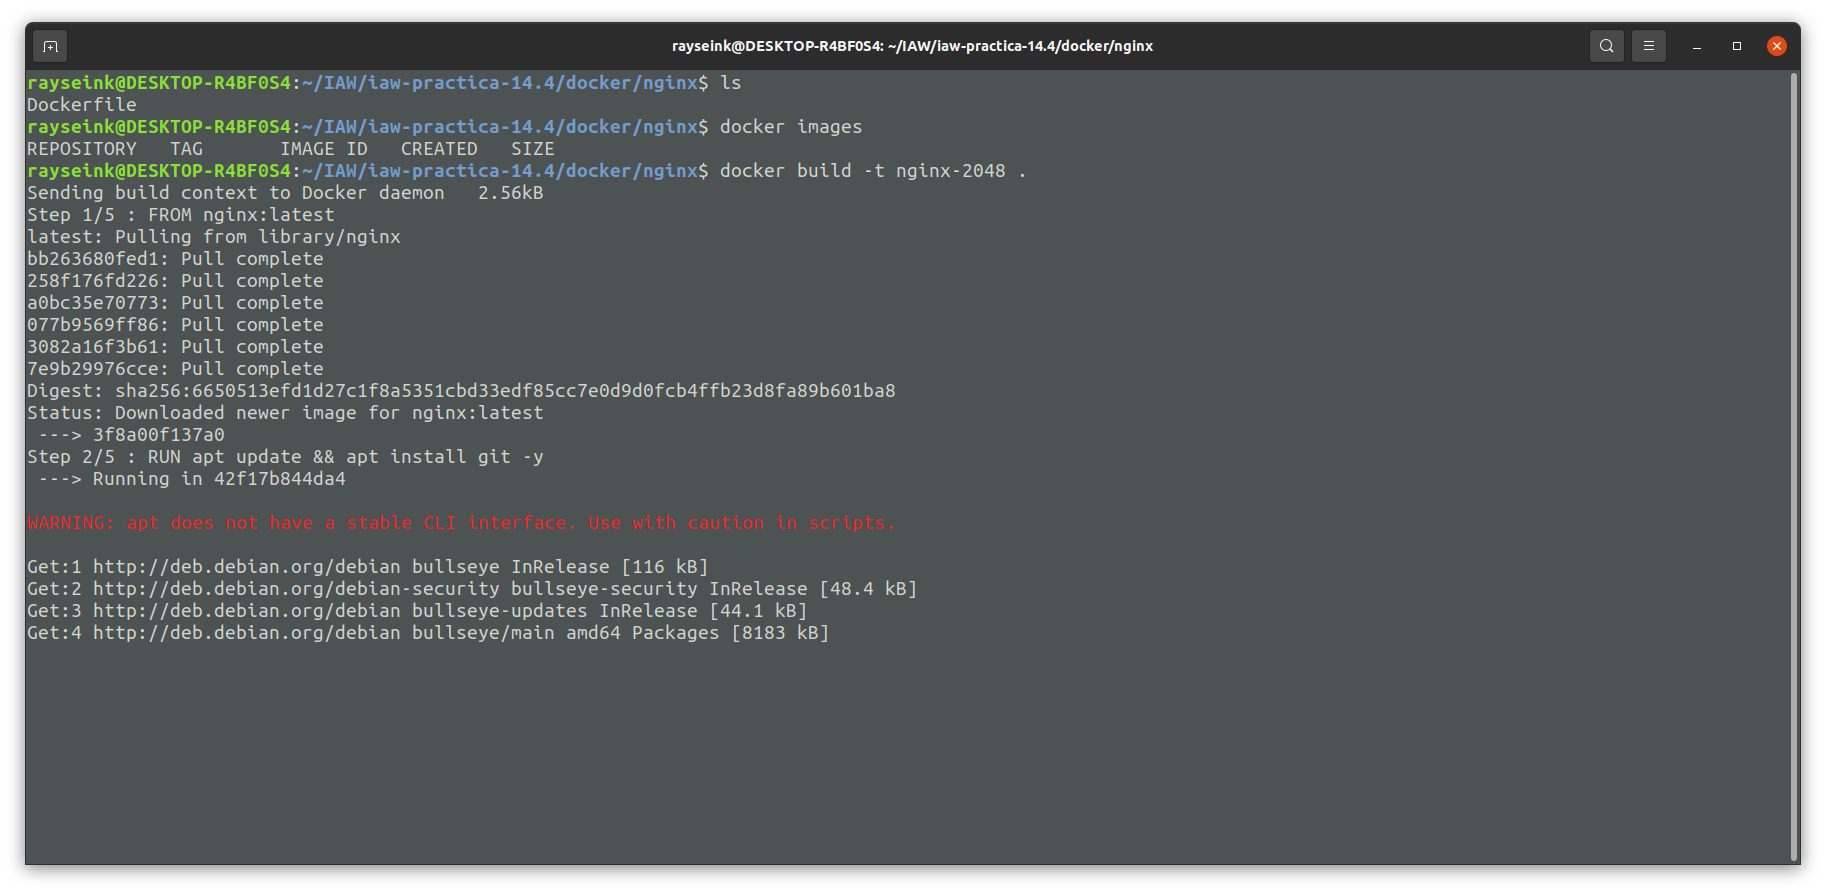 rayseink@DESKTOP-R4BF0S4: ~/IAW/iaw-practica-14.4/docker/nginx
rayseink@DESKTOP-R4BF0S4:~/IAW/iaw-practica-14.4/docker/nginx$ ls
Dockerfile
rayseink@DESKTOP-R4BF0S4:~/IAW/iaw-practica-14.4/docker/nginx$ docker images
REPOSITORY   TAG       IMAGE ID   CREATED   SIZE
rayseink@DESKTOP-R4BF0S4:~/IAW/iaw-practica-14.4/docker/nginx$ docker build -t nginx-2048 .
Sending build context to Docker daemon   2.56kB
Step 1/5 : FROM nginx:latest
latest: Pulling from library/nginx
bb263680fed1: Pull complete
258f176fd226: Pull complete
a0bc35e70773: Pull complete
077b9569ff86: Pull complete
3082a16f3b61: Pull complete
7e9b29976cce: Pull complete
Digest: sha256:6650513efd1d27c1f8a5351cbd33edf85cc7e0d9d0fcb4ffb23d8fa89b601ba8
Status: Downloaded newer image for nginx:latest
 ---> 3f8a00f137a0
Step 2/5 : RUN apt update && apt install git -y
 ---> Running in 42f17b844da4
WARNING: apt does not have a stable CLI interface. Use with caution in scripts.
Get:1 http://deb.debian.org/debian bullseye InRelease [116 kB]
Get:2 http://deb.debian.org/debian-security bullseye-security InRelease [48.4 kB]
Get:3 http://deb.debian.org/debian bullseye-updates InRelease [44.1 kB]
Get:4 http://deb.debian.org/debian bullseye/main amd64 Packages [8183 kB]